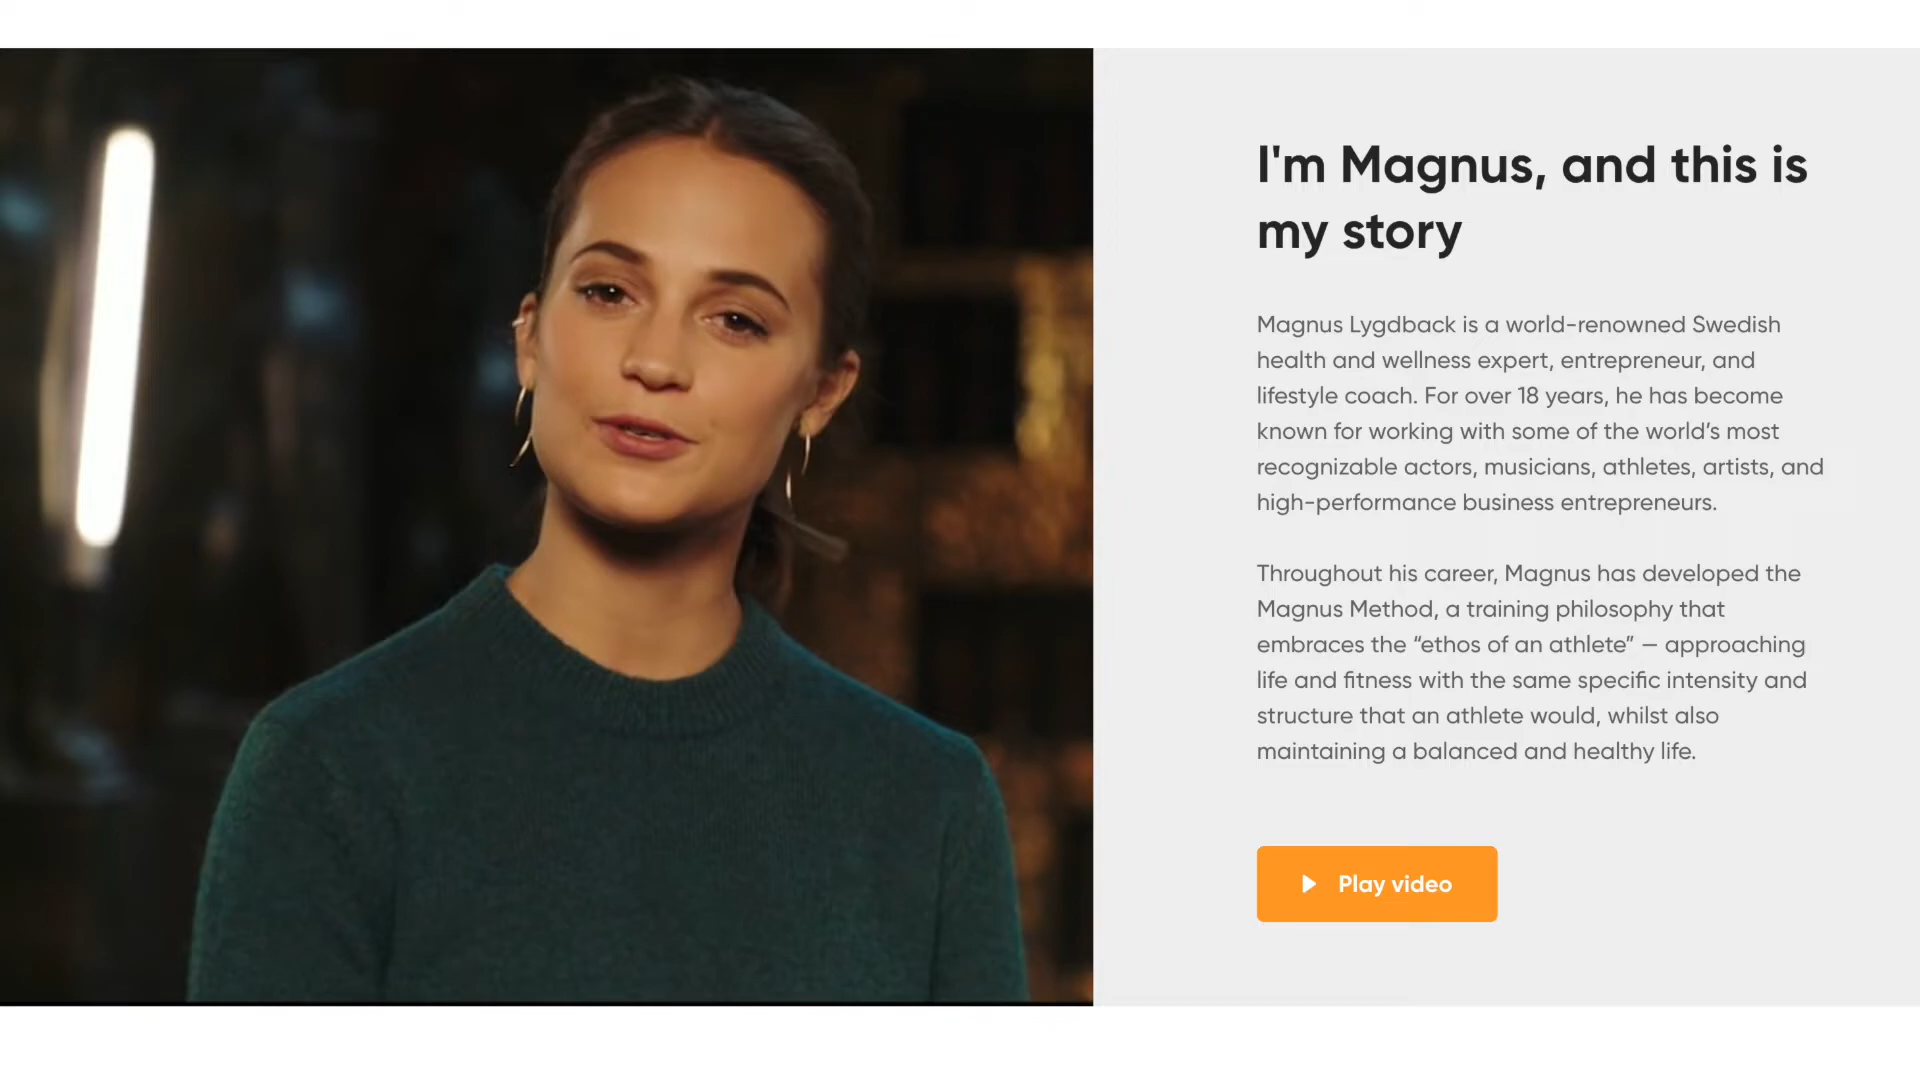 I'm Magnus, and this is
my story
Magnus Lygdback is a world-renowned Swedish
health and wellness expert, entrepreneur, and
lifestyle coach. For over 18 years, he has become
known for working with some of the world’s most
recognizable actors, musicians, athletes, artists, and
high-performance business entrepreneurs.
Throughout his career, Magnus has developed the
Magnus Method, a training philosophy that
embraces the “ethos of an athlete” — approaching
life and fitness with the same specific intensity and
structure that an athlete would, whilst also
maintaining a balanced and healthy life.
Play video